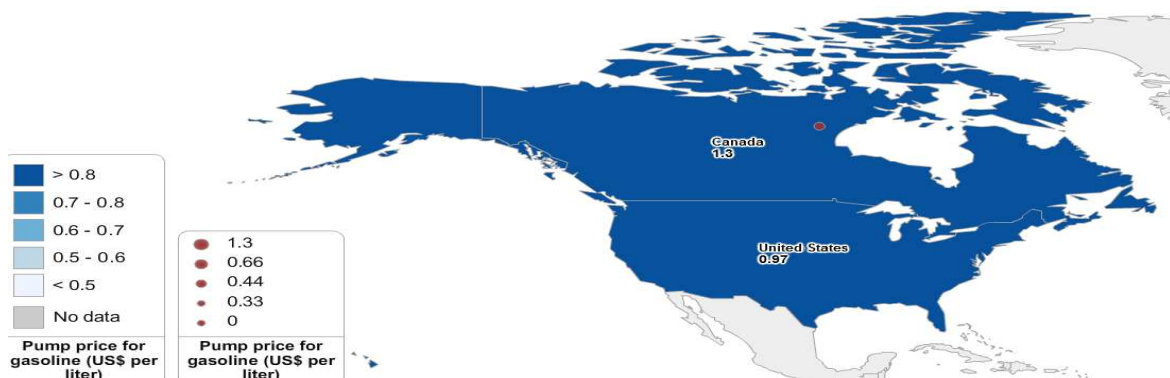 Canada
1.3
United States
0.97
> 0.8
0.7 - 0.8
0.6 - 0.7
0.5 - 0.6
< 0.5
No data
Pump price for
gasoline (US$ per
liter)
1.3
0.66
0.44
0.33
0
Pump price for
gasoline (US$ per
liter)